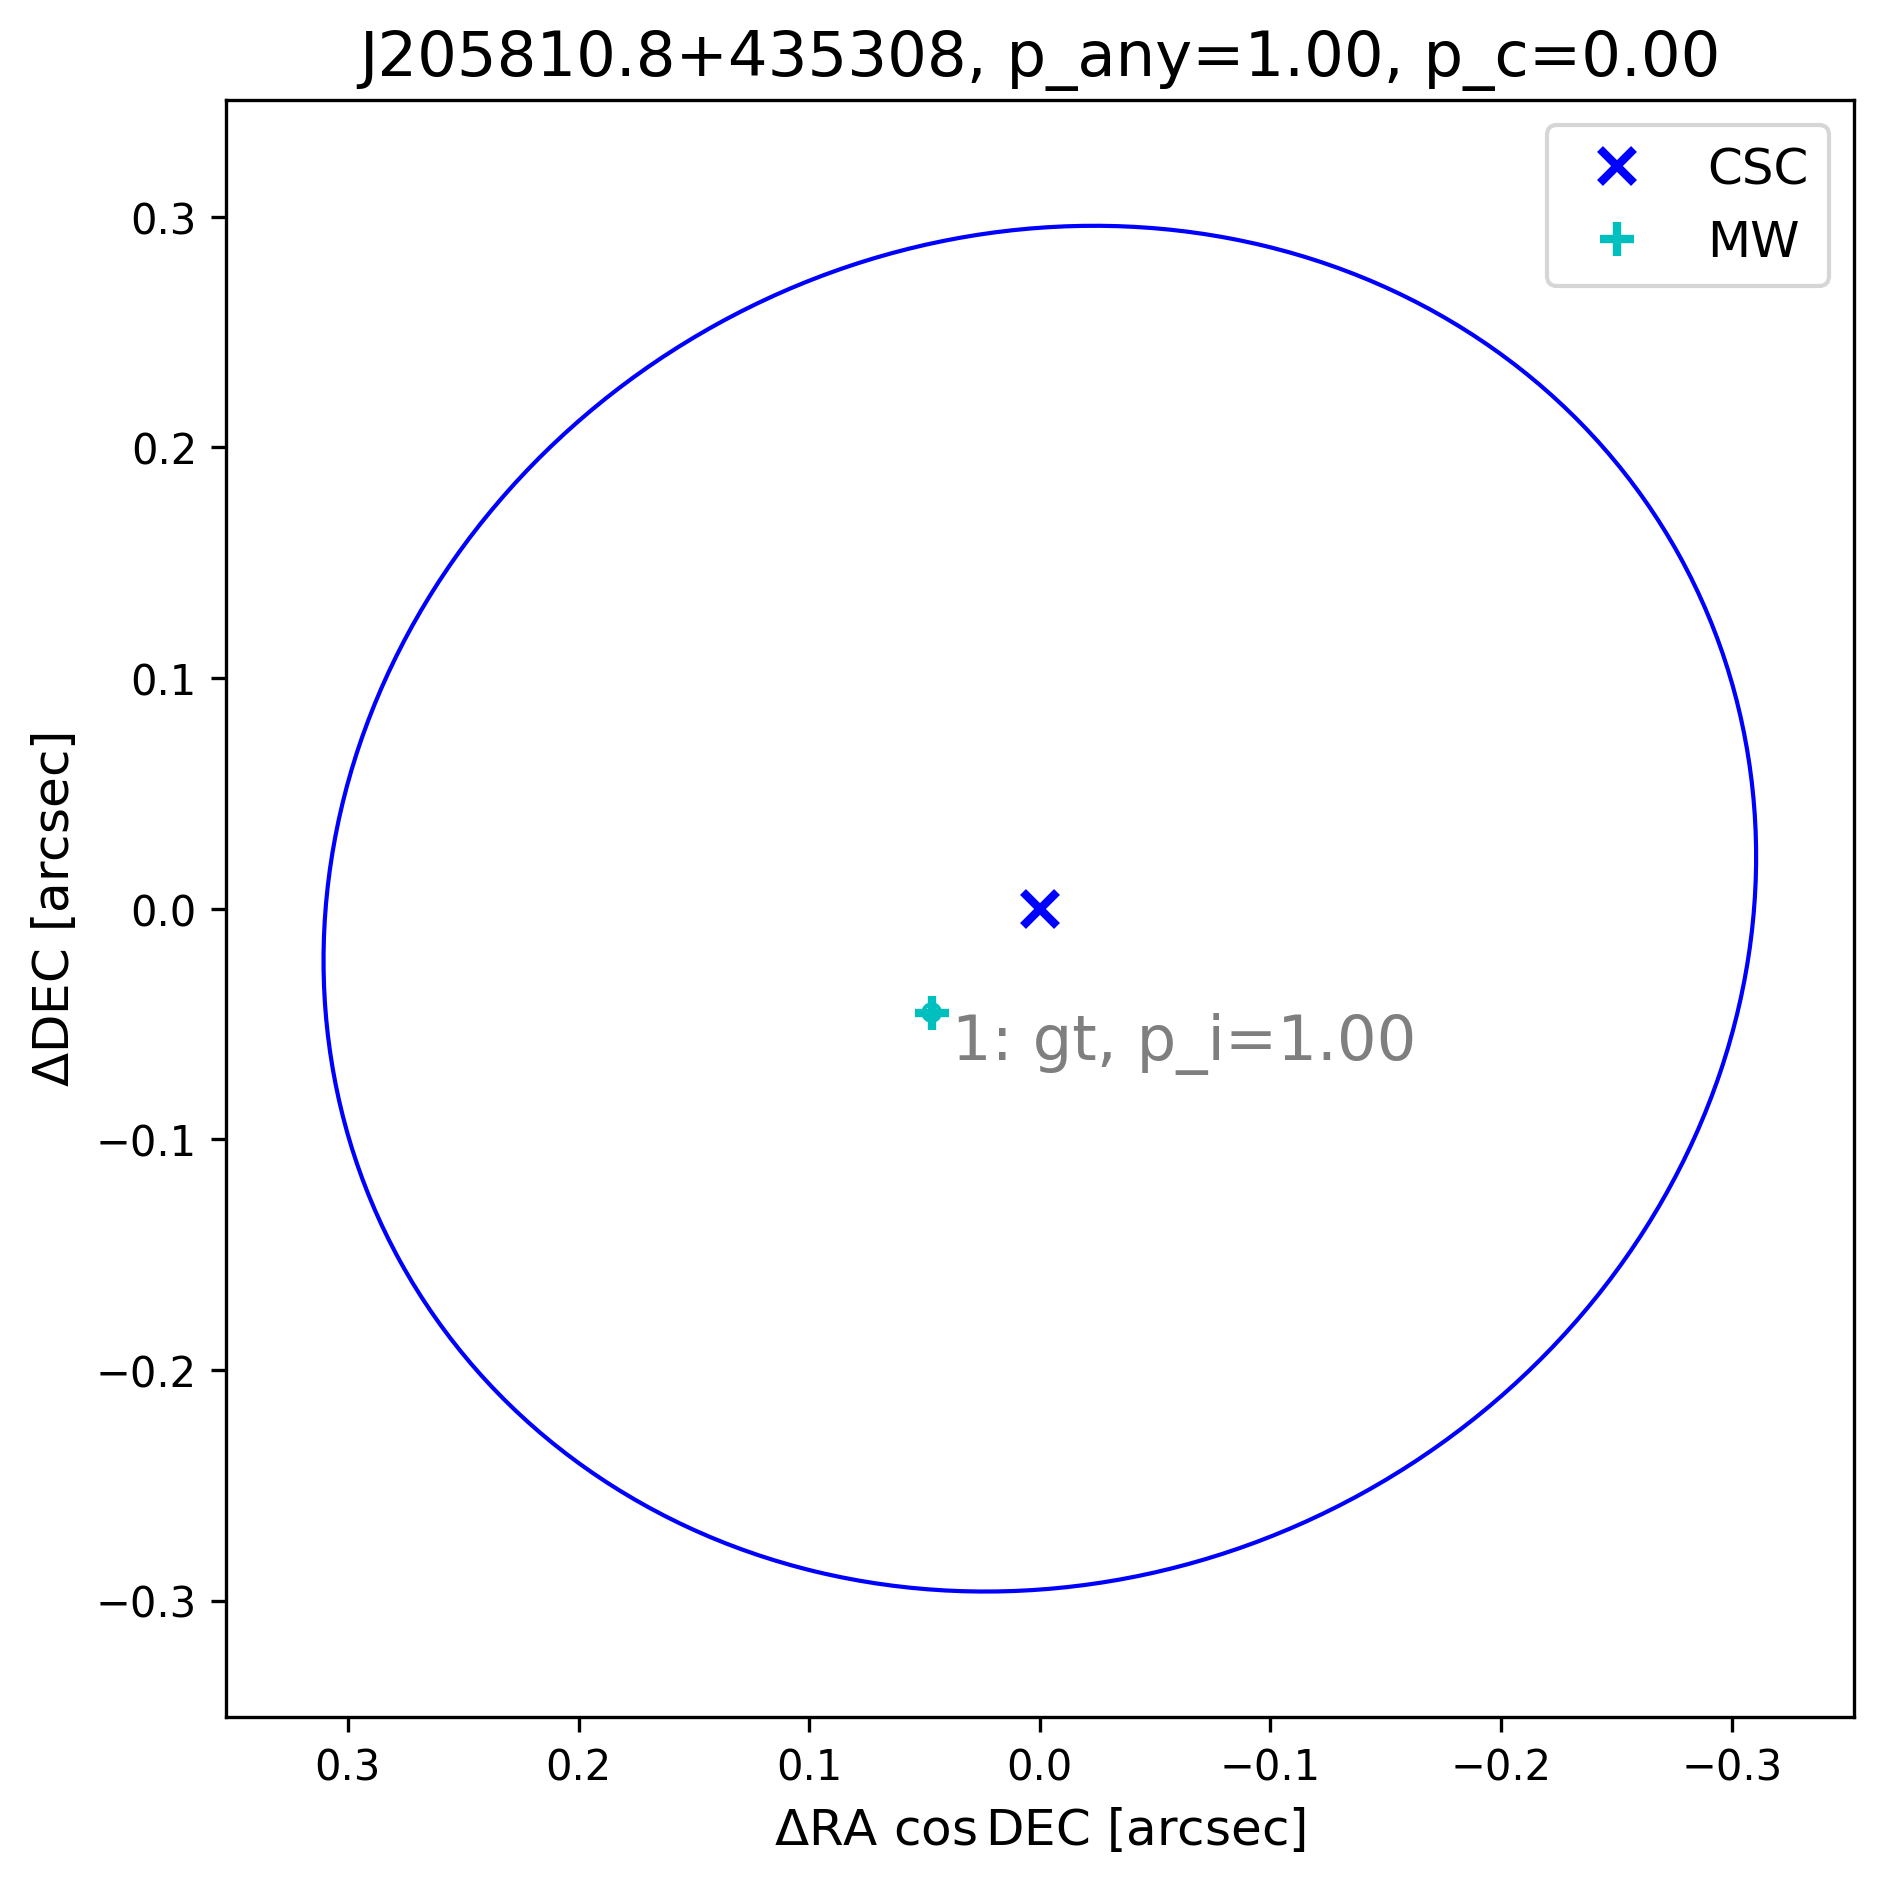 J205810.8+435308, p_any=1.00, p_c=0.00
CSC
MW
0.3
0.2
0.1
0.0
−0.1
−0.2
−0.3
ΔDEC [arcsec]
1: gt, p_i=1.00
0.3 0.2 0.1 0.0 −0.1 −0.2 −0.3
ΔRA cos DEC [arcsec]